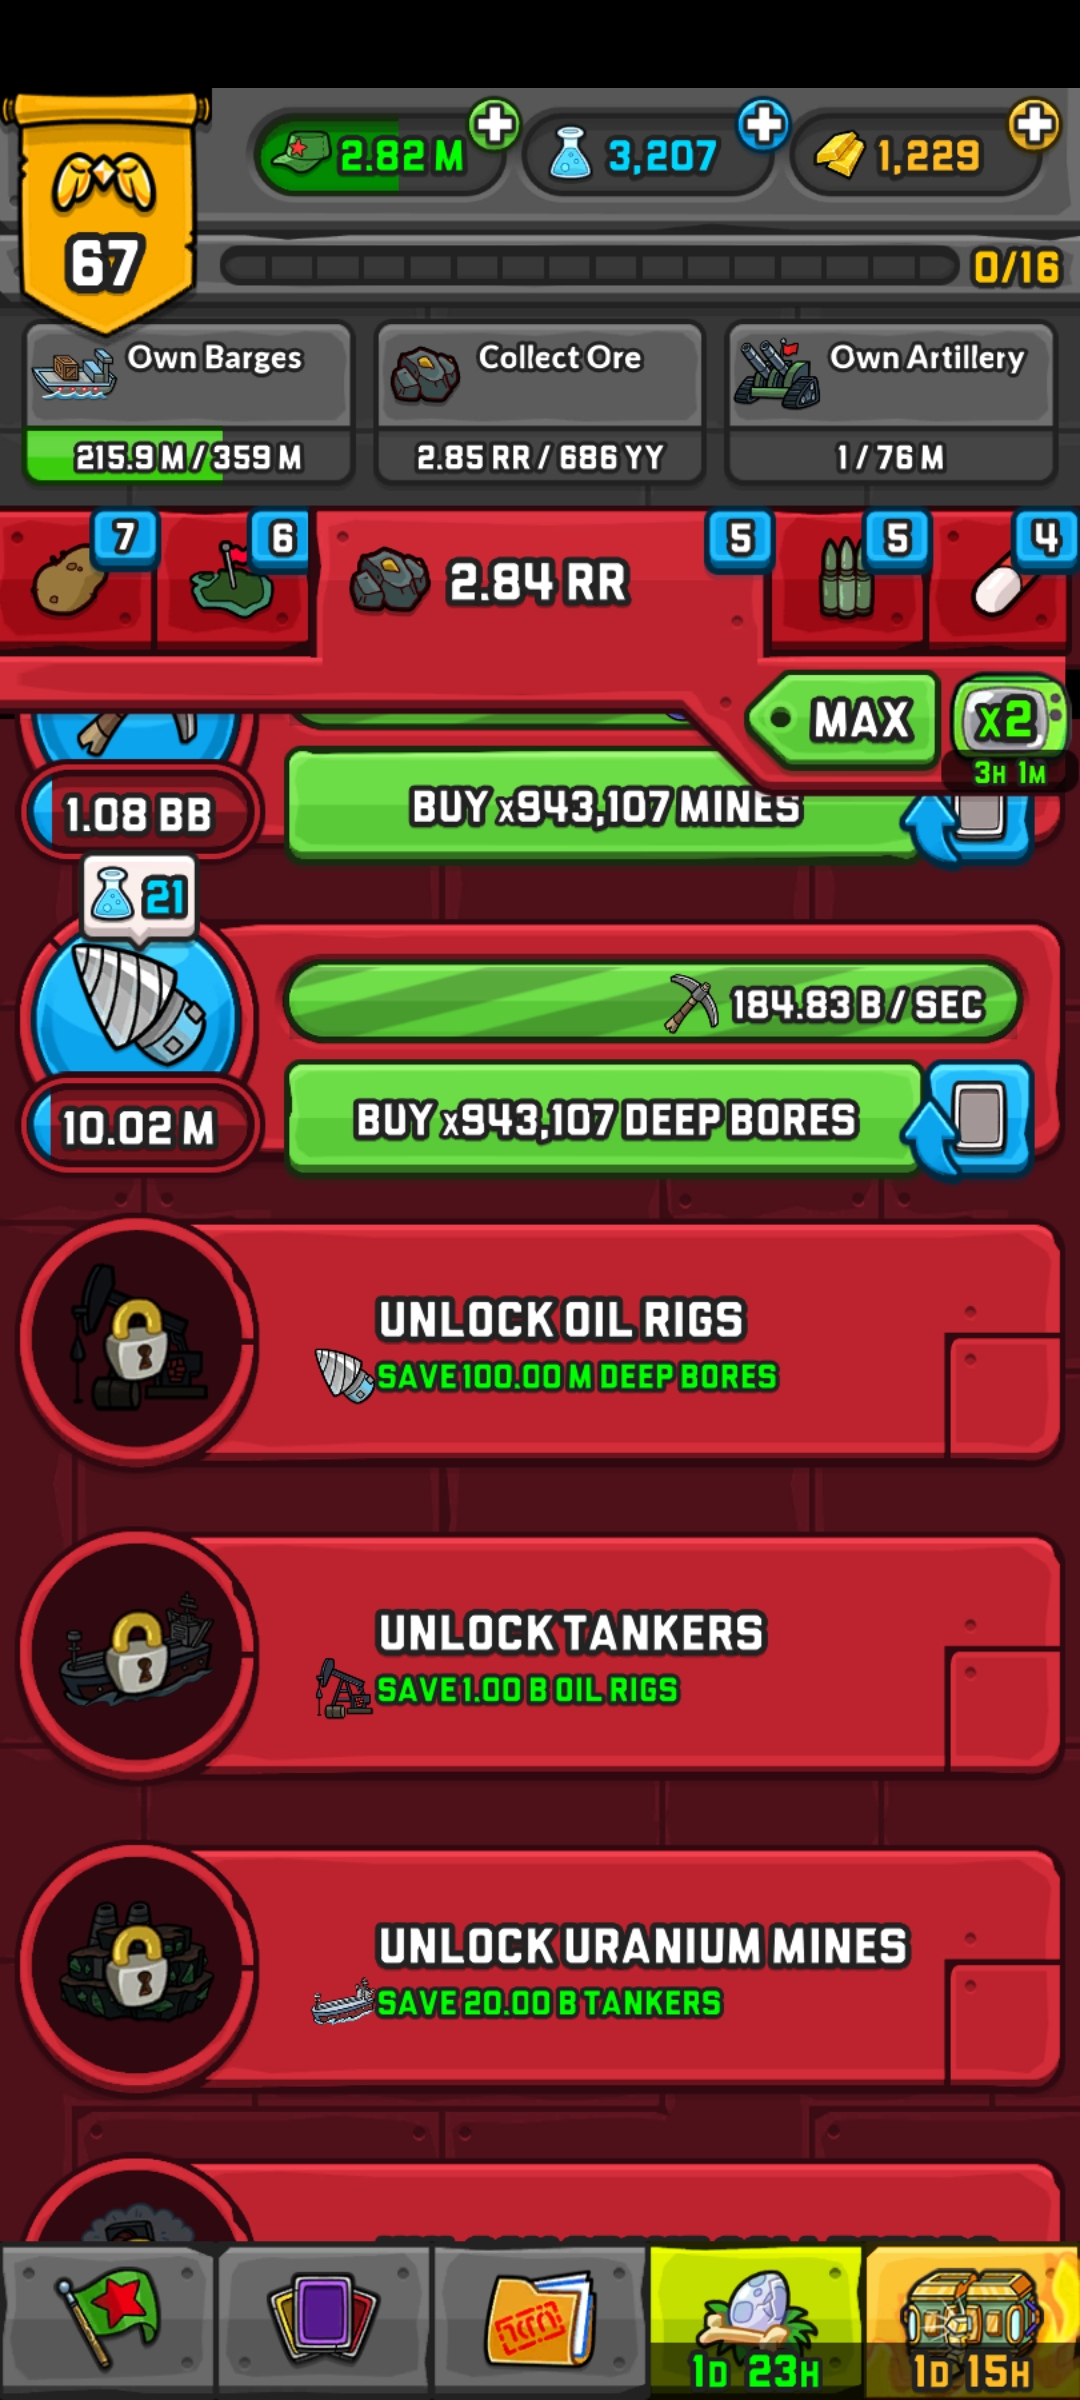 2.82 M
3,207
1,229
67
0/16
Own Barges
215.9 M / 359 M
Collect Ore
2.85 RR / 686 YY
Own Artillery
1 / 76 M
7
6
2.84 RR
5
5
4
MAX
x2
3H 1M
1.08 BB
BUY x943,107 MINES
21
184.83 B / SEC
10.02 M
BUY x943,107 DEEP BORES
UNLOCK OIL RIGS
SAVE 100.00 M DEEP BORES
UNLOCK TANKERS
SAVE 1.00 B OIL RIGS
UNLOCK URANIUM MINES
SAVE 20.00 B TANKERS
1D 23H
1D 15H